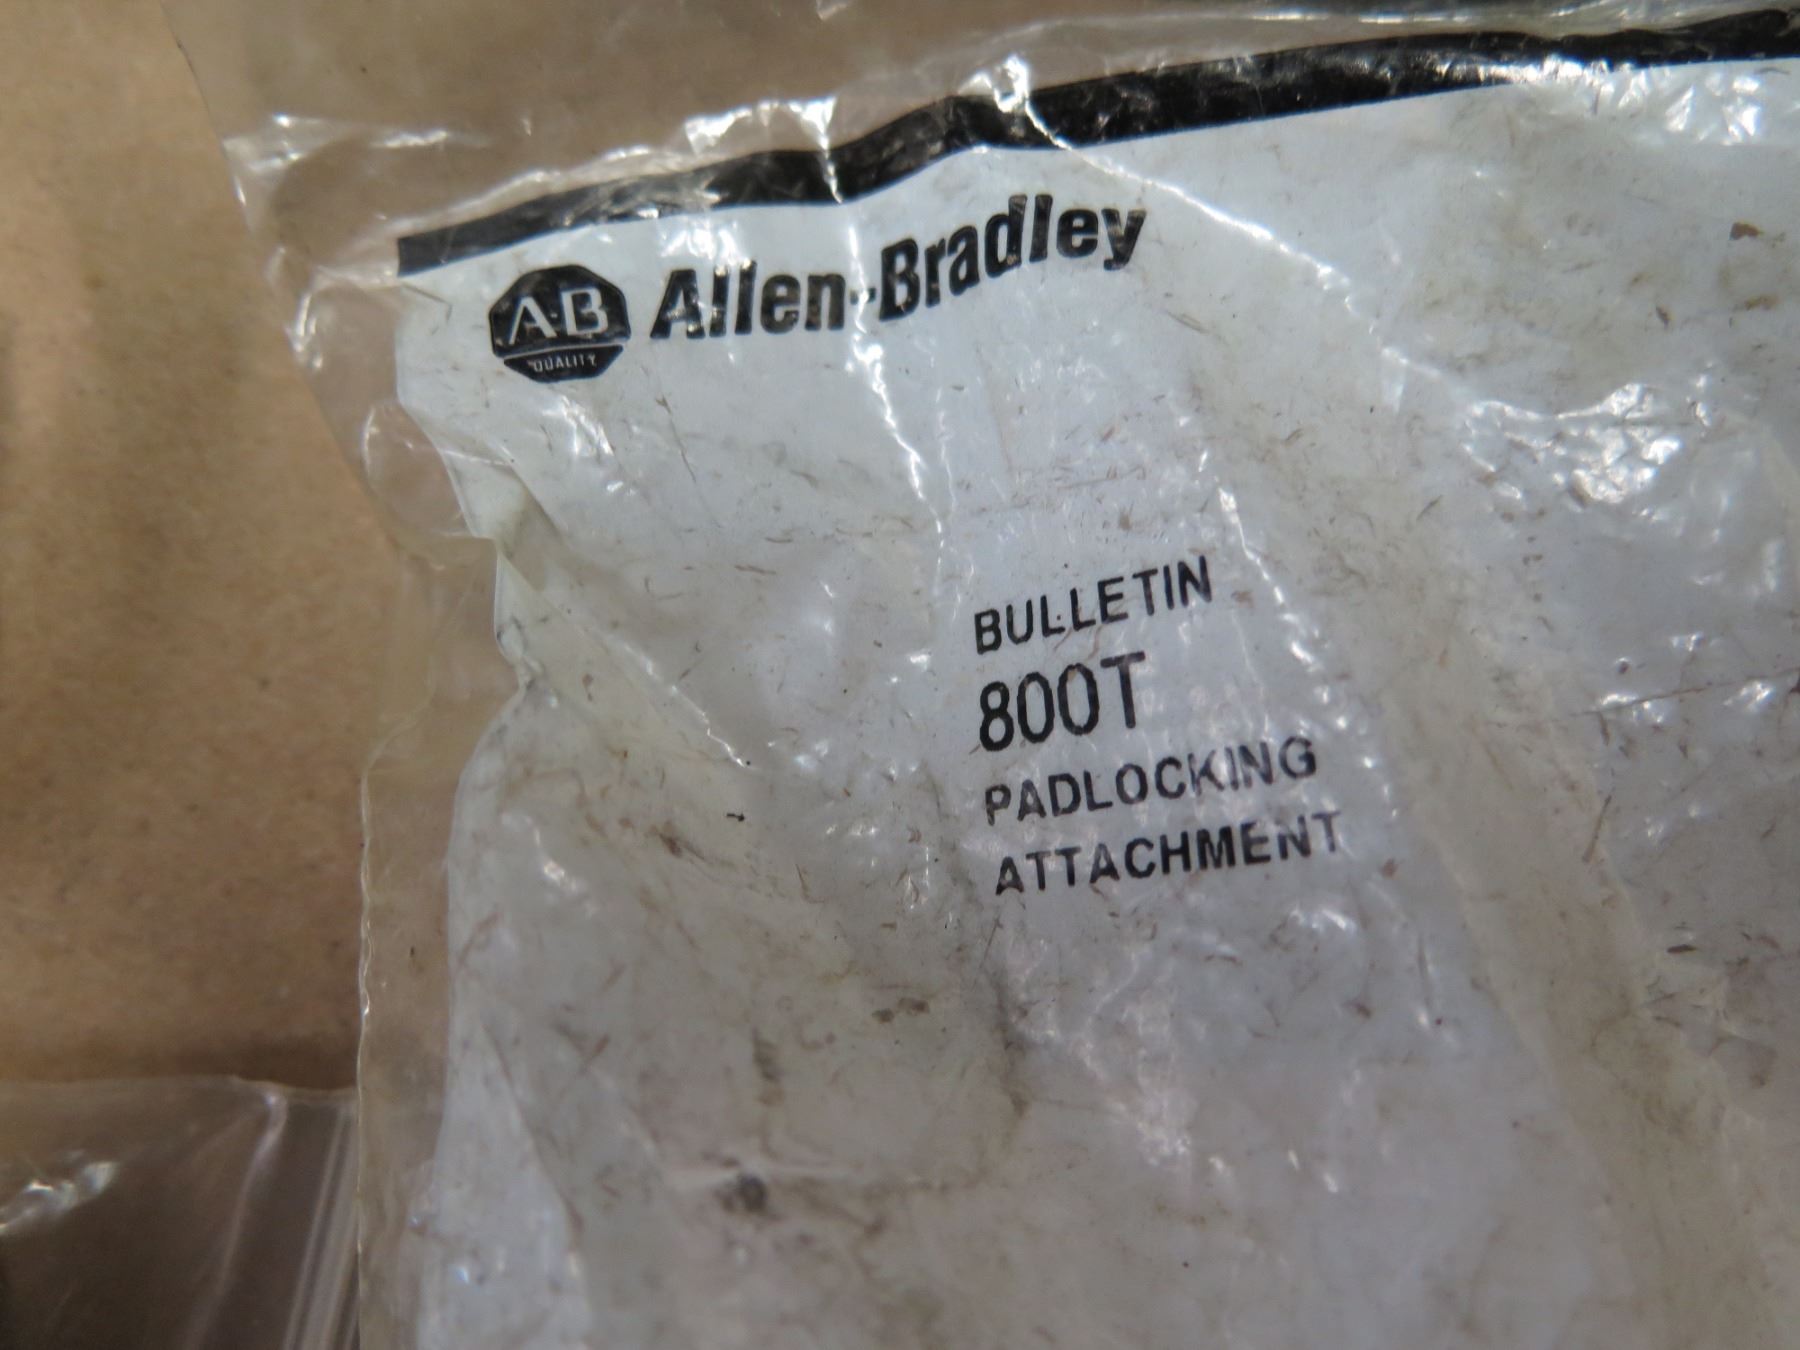 A-B
QUALITY
Allen-Bradley
BULLETIN
800T
PADLOCKING
ATTACHMENT